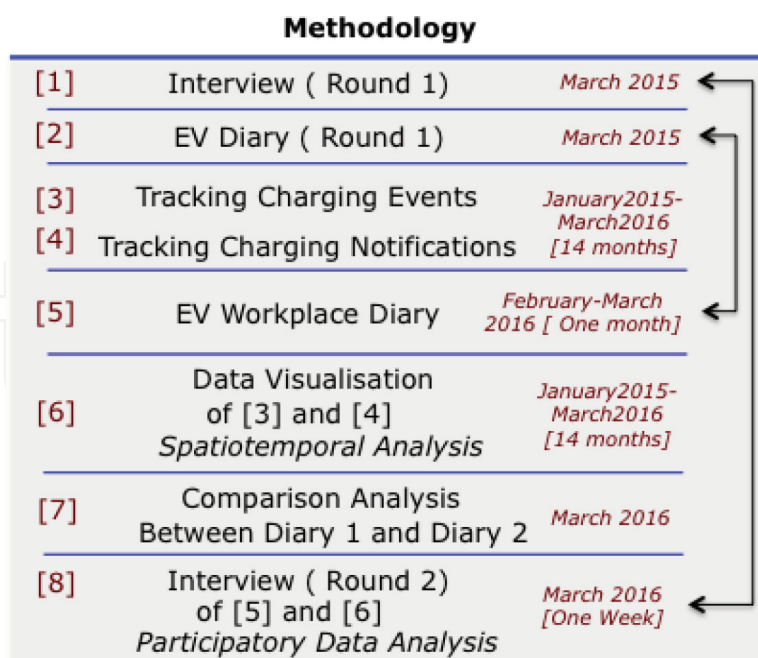 Methodology
[1] Interview ( Round 1) March 2015
[2] EV Diary ( Round 1) March 2015
[3] Tracking Charging Events
[4] Tracking Charging Notifications
January2015-
March2016
[14 months]
[5] EV Workplace Diary
February-March
2016 [ One month]
[6] Data Visualisation
of [3] and [4]
Spatiotemporal Analysis
January2015-
March2016
[14 months]
[7] Comparison Analysis
Between Diary 1 and Diary 2
March 2016
[8] Interview ( Round 2)
of [5] and [6]
Participatory Data Analysis
March 2016
[One Week]